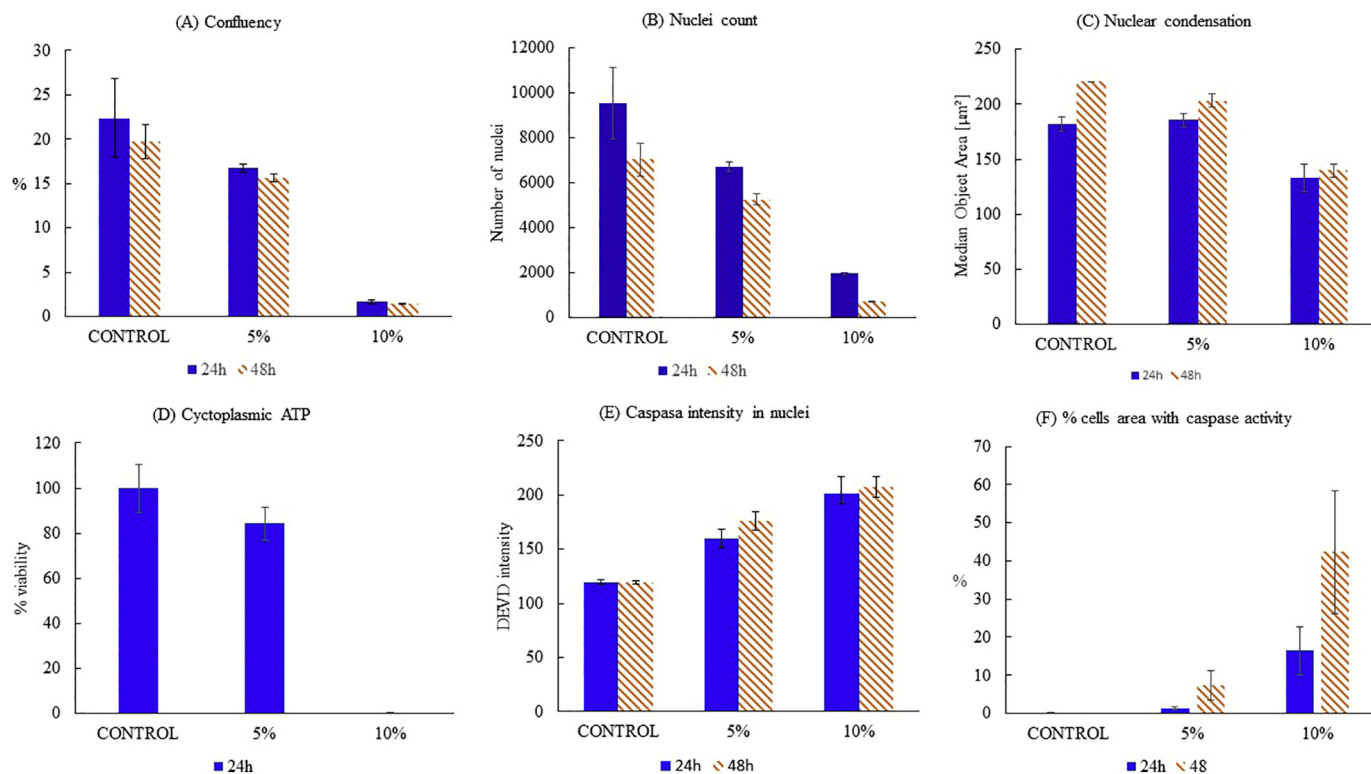 (A) Confluency
30
25
20
%
15
10
5
0
CONTROL 5% 10%
24h 48h
(B) Nuclei count
12000
10000
8000
6000
4000
2000
0
Number of nuclei
CONTROL 5% 10%
24h 48h
(C) Nuclear condensation
250
200
150
100
50
0
Median Object Area [µm²]
CONTROL 5% 10%
24h 48h
(D) Cyctoplasmic ATP
120
100
80
60
40
20
0
% viability
CONTROL 5% 10%
24h
(E) Caspasa intensity in nuclei
250
200
150
100
50
0
DEVD intensity
CONTROL 5% 10%
24h 48h
(F) % cells area with caspase activity
70
60
50
40
%
30
20
10
0
CONTROL 5% 10%
24h 48